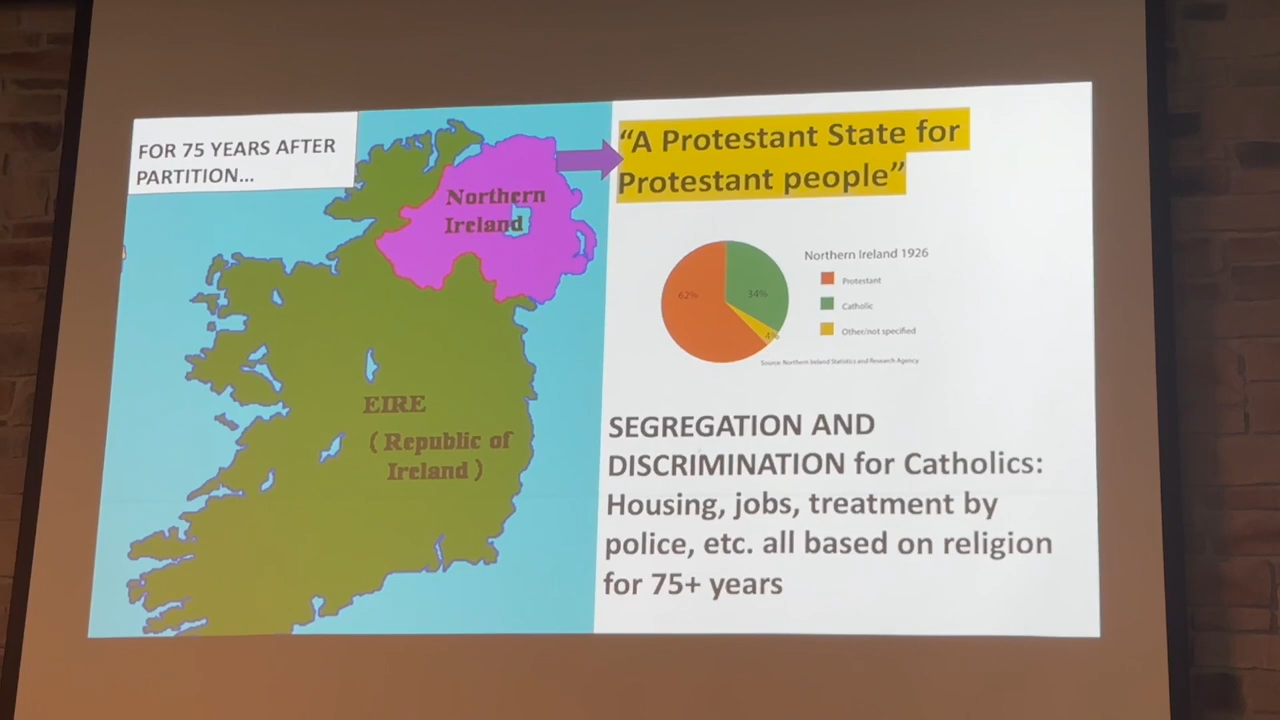 FOR 75 YEARS AFTER
PARTITION...
Northern
Ireland
EIRE
( Republic of
Ireland )
“A Protestant State for
Protestant people”
Northern Ireland 1926
62%
34%
4%
Protestant
Catholic
Other/not specified
Source: Northern Ireland Statistics and Research Agency
SEGREGATION AND
DISCRIMINATION for Catholics:
Housing, jobs, treatment by
police, etc. all based on religion
for 75+ years